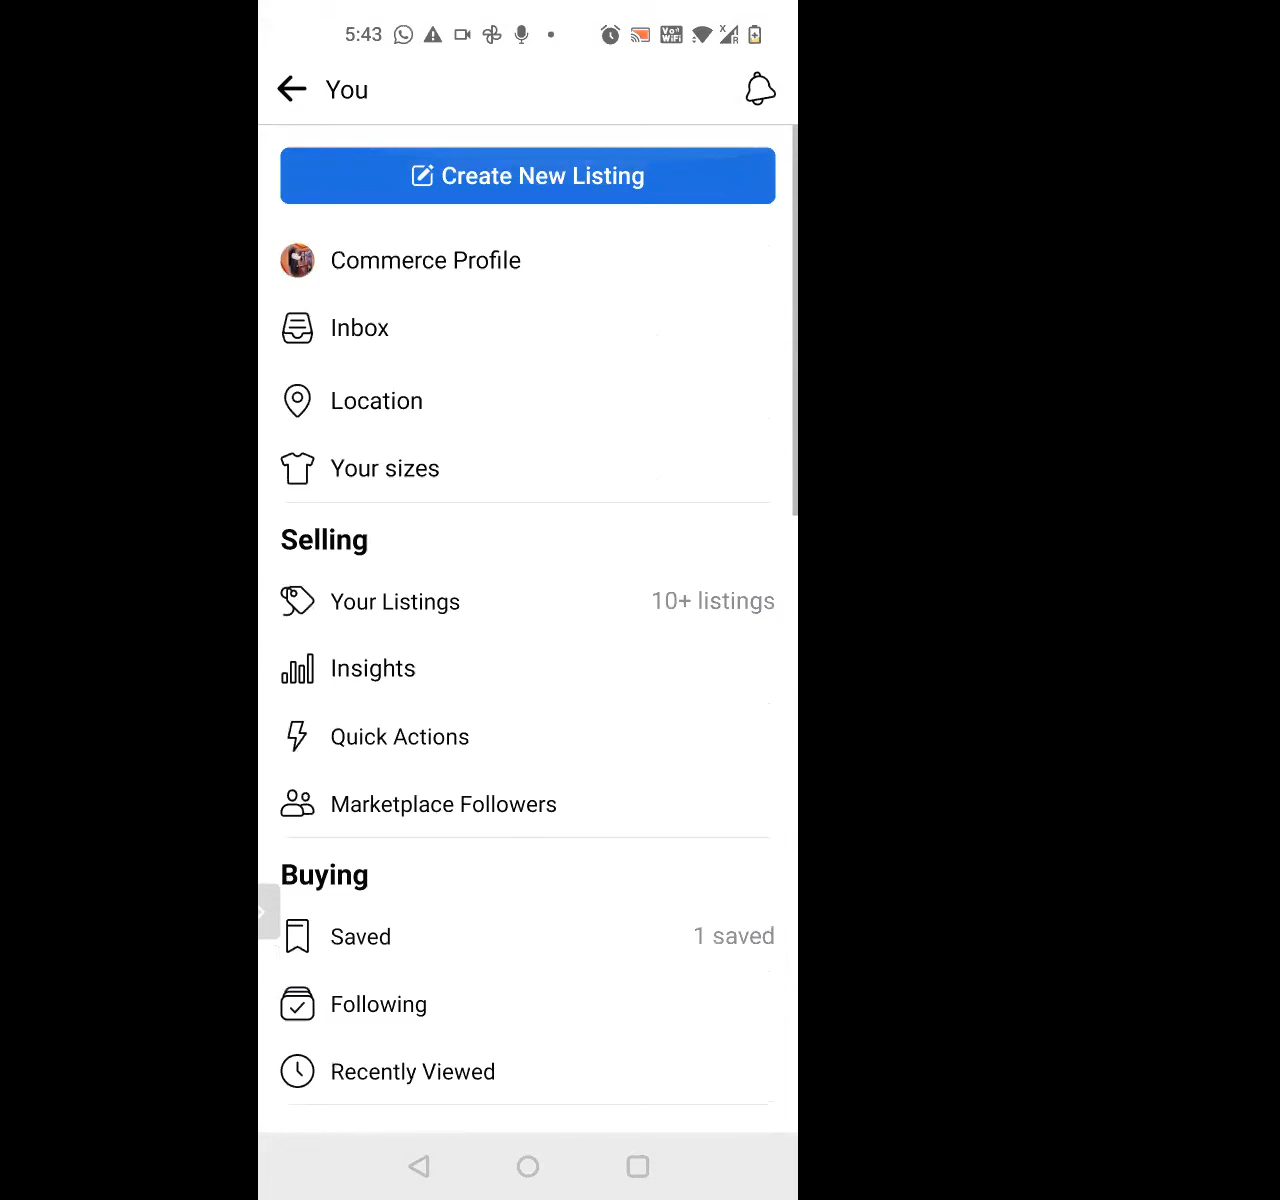 5:43
You
Create New Listing
Commerce Profile
Inbox
Location
Your sizes
Selling
Your Listings 10+ listings
Insights
Quick Actions
Marketplace Followers
Buying
Saved 1 saved
Following
Recently Viewed